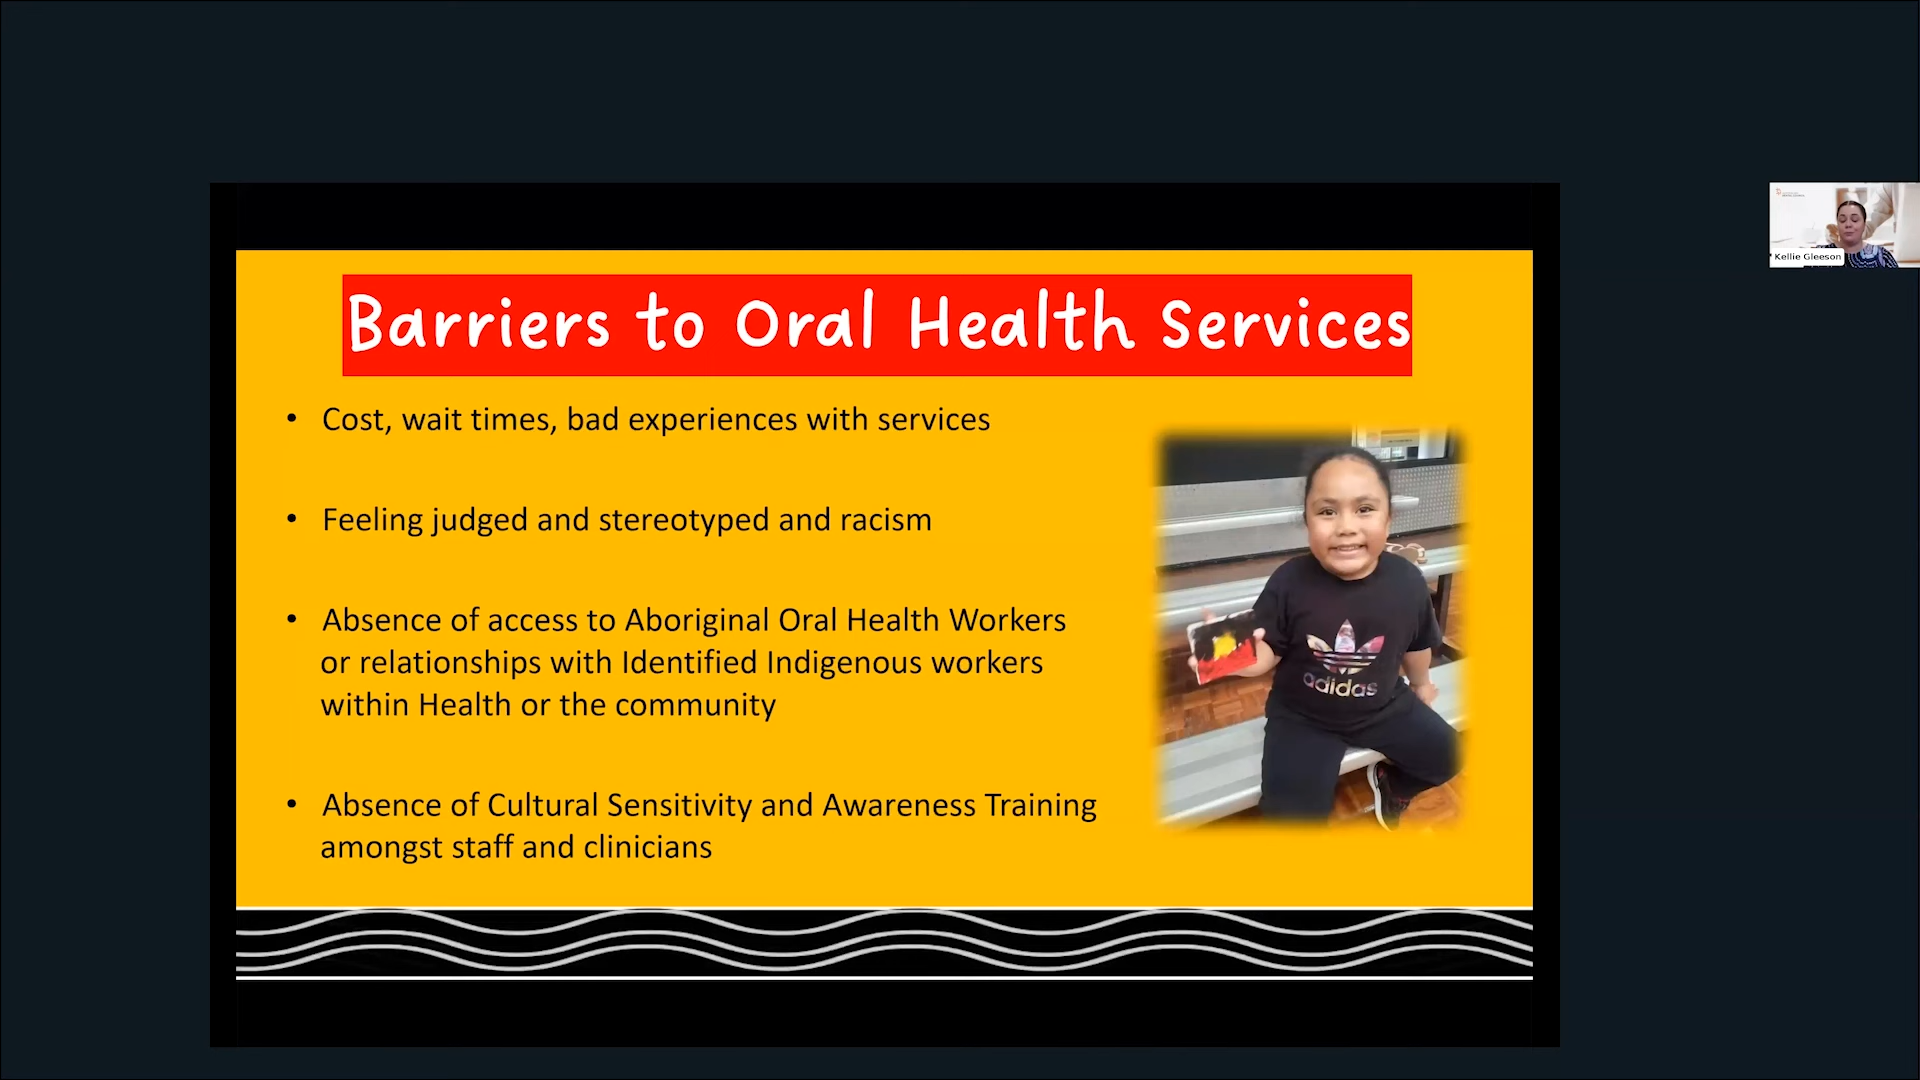 Barriers to Oral Health Services
• Cost, wait times, bad experiences with services
• Feeling judged and stereotyped and racism
• Absence of access to Aboriginal Oral Health Workers
or relationships with Identified Indigenous workers
within Health or the community
• Absence of Cultural Sensitivity and Awareness Training
amongst staff and clinicians
adidas
Kellie Gleeson